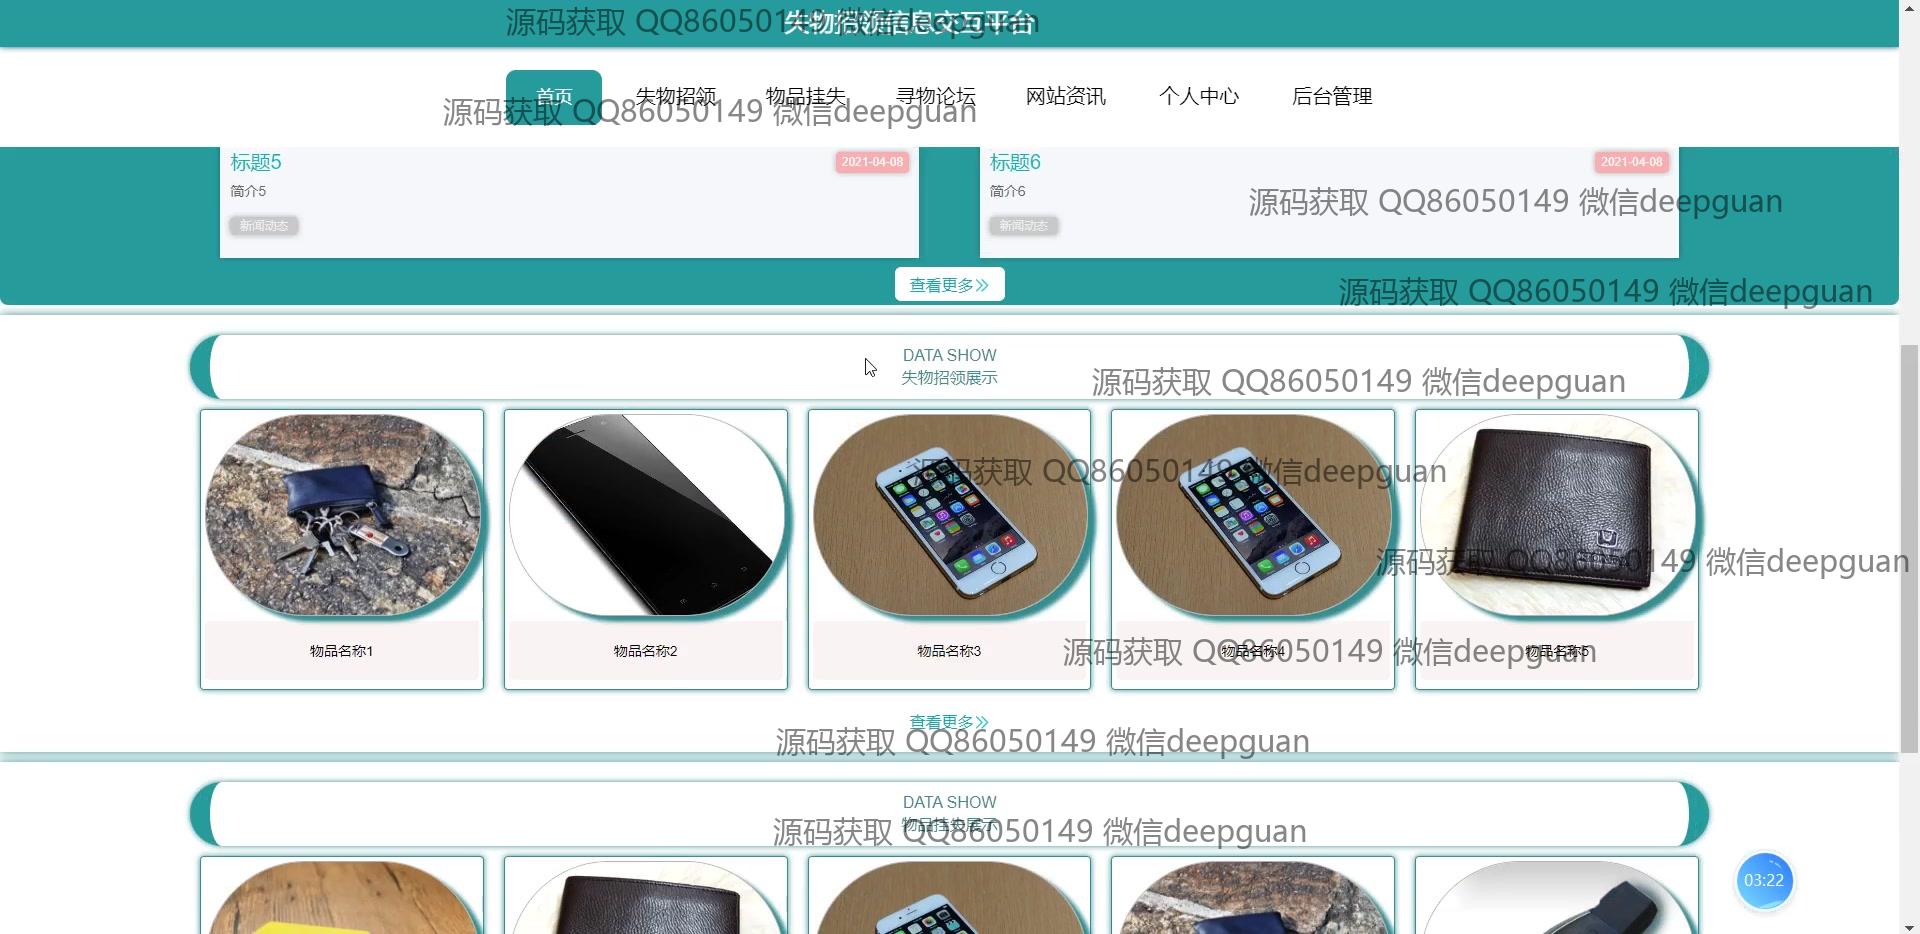 失物招领信息交互平台
源码获取 QQ86050149 微信deepguan
首页 失物招领 物品挂失 寻物论坛 网站资讯 个人中心 后台管理
源码获取 QQ86050149 微信deepguan
标题5 2021-04-08 标题6 2021-04-08
简介5 简介6
源码获取 QQ86050149 微信deepguan
新闻动态 新闻动态
查看更多
源码获取 QQ86050149 微信deepguan
DATA SHOW
失物招领展示
源码获取 QQ86050149 微信deepguan
源码获取 QQ86050149 微信deepguan
源码获取 QQ86050149 微信deepguan
物品名称1 物品名称2 物品名称3 物品名称4 物品名称5
源码获取 QQ86050149 微信deepguan
查看更多
源码获取 QQ86050149 微信deepguan
DATA SHOW
物品挂失展示
源码获取 QQ86050149 微信deepguan
03:22